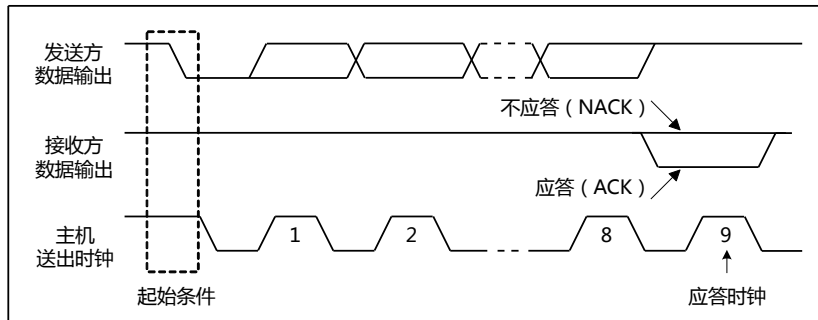 发送方
数据输出
不应答（NACK）
接收方
数据输出
应答（ACK）
主机
送出时钟
1
2
8
9
起始条件
应答时钟